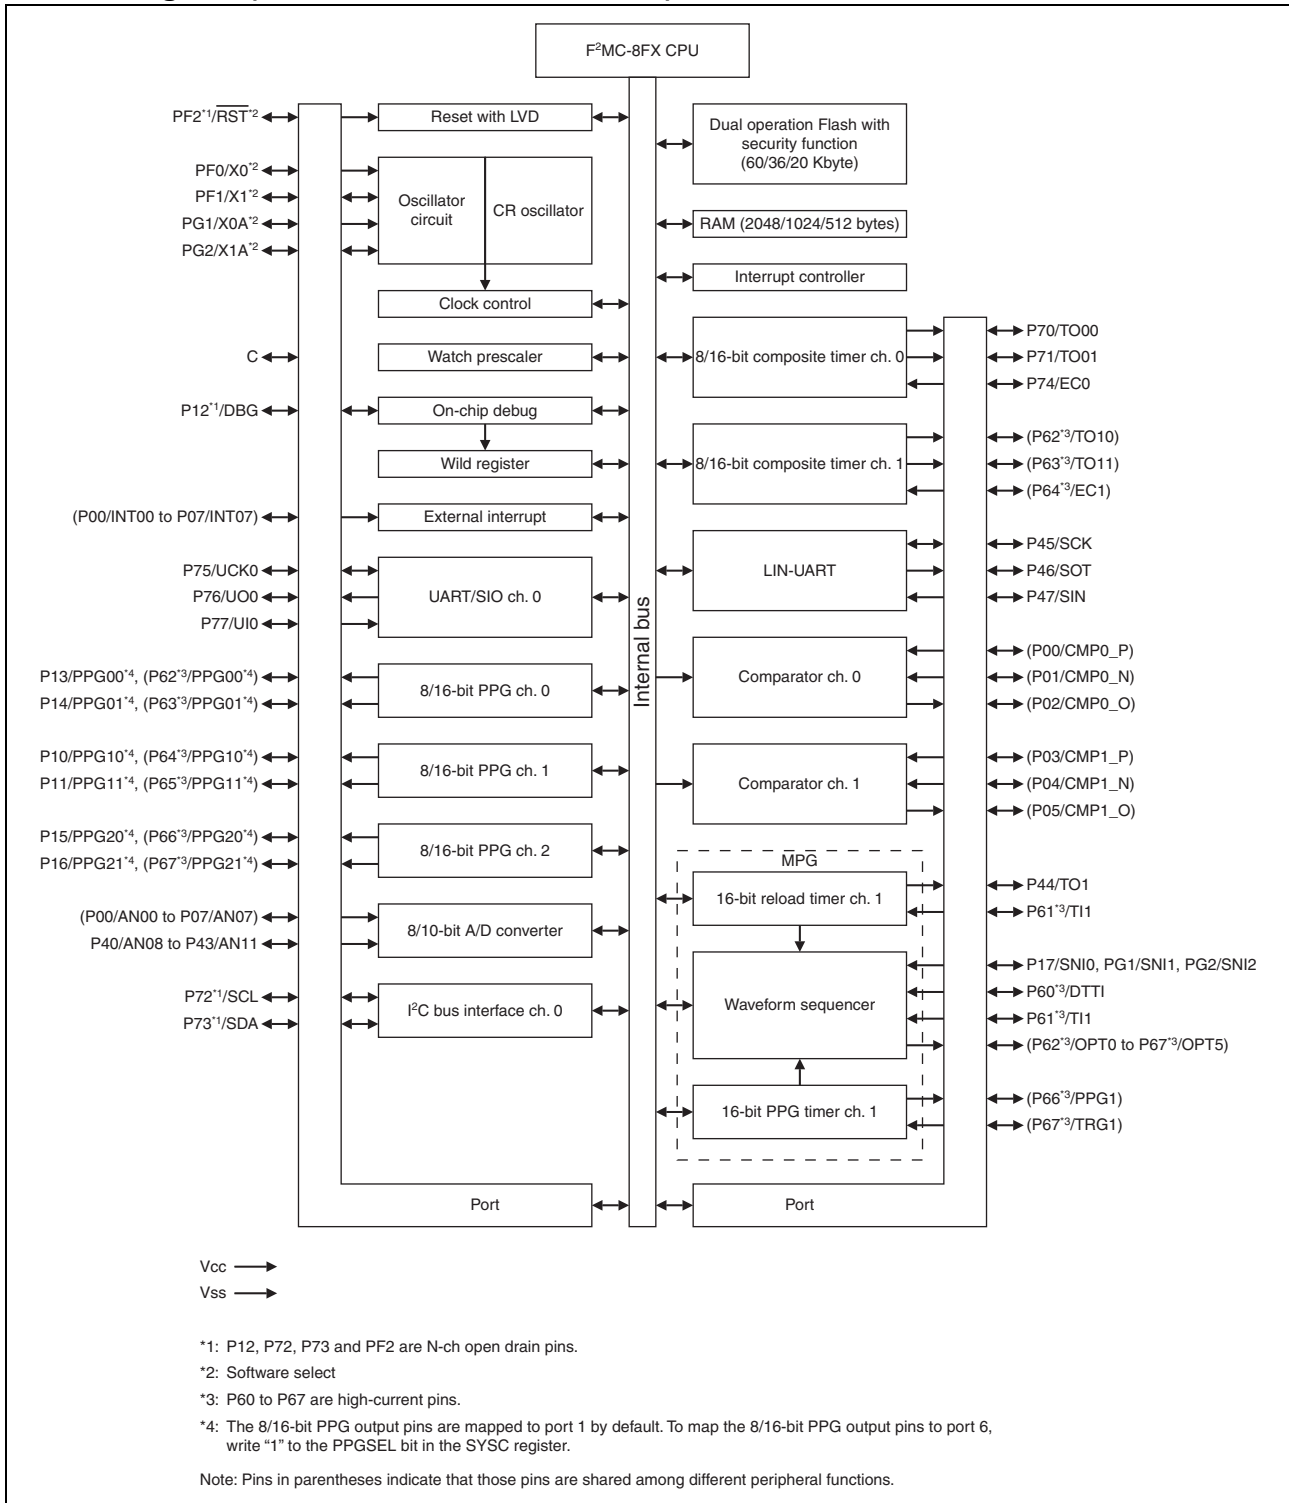 F²MC-8FX CPU
PF2*1/RST*2
Reset with LVD
Dual operation Flash with
security function
(60/36/20 Kbyte)
PF0/X0*2
PF1/X1*2
PG1/X0A*2
PG2/X1A*2
Oscillator
circuit
CR oscillator
RAM (2048/1024/512 bytes)
Interrupt controller
Clock control
C
Watch prescaler
8/16-bit composite timer ch. 0
P70/TO00
P71/TO01
P74/EC0
P12*1/DBG
On-chip debug
Wild register
8/16-bit composite timer ch. 1
(P62*3/TO10)
(P63*3/TO11)
(P64*3/EC1)
(P00/INT00 to P07/INT07)
External interrupt
P75/UCK0
P76/UO0
P77/UI0
UART/SIO ch. 0
LIN-UART
P45/SCK
P46/SOT
P47/SIN
Internal bus
P13/PPG00*4, (P62*3/PPG00*4)
P14/PPG01*4, (P63*3/PPG01*4)
8/16-bit PPG ch. 0
Comparator ch. 0
(P00/CMP0_P)
(P01/CMP0_N)
(P02/CMP0_O)
P10/PPG10*4, (P64*3/PPG10*4)
P11/PPG11*4, (P65*3/PPG11*4)
8/16-bit PPG ch. 1
Comparator ch. 1
(P03/CMP1_P)
(P04/CMP1_N)
(P05/CMP1_O)
P15/PPG20*4, (P66*3/PPG20*4)
P16/PPG21*4, (P67*3/PPG21*4)
8/16-bit PPG ch. 2
MPG
16-bit reload timer ch. 1
P44/TO1
P61*3/TI1
(P00/AN00 to P07/AN07)
P40/AN08 to P43/AN11
8/10-bit A/D converter
Waveform sequencer
P17/SNI0, PG1/SNI1, PG2/SNI2
P60*3/DTTI
P61*3/TI1
(P62*3/OPT0 to P67*3/OPT5)
P72*1/SCL
P73*1/SDA
I²C bus interface ch. 0
16-bit PPG timer ch. 1
(P66*3/PPG1)
(P67*3/TRG1)
Port
Port
Vcc
Vss
*1: P12, P72, P73 and PF2 are N-ch open drain pins.
*2: Software select
*3: P60 to P67 are high-current pins.
*4: The 8/16-bit PPG output pins are mapped to port 1 by default. To map the 8/16-bit PPG output pins to port 6,
write “1” to the PPGSEL bit in the SYSC register.
Note: Pins in parentheses indicate that those pins are shared among different peripheral functions.